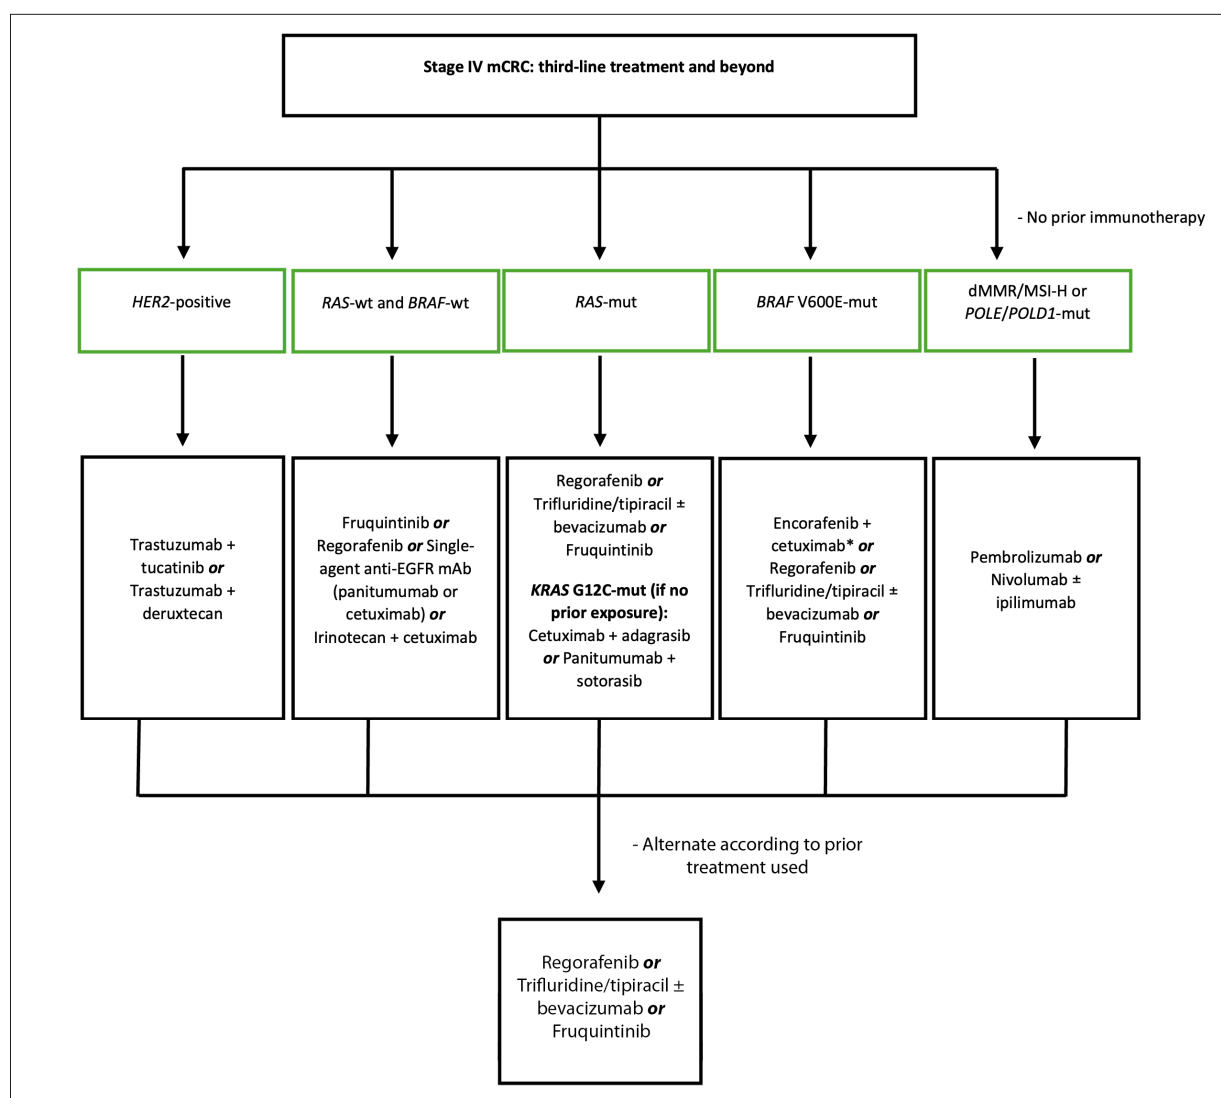 Stage IV mCRC: third-line treatment and beyond
- No prior immunotherapy
HER2-positive
RAS-wt and BRAF-wt
RAS-mut
BRAF V600E-mut
dMMR/MSI-H or
POLE/POLD1-mut
Trastuzumab +
tucatinib or
Trastuzumab +
deruxtecan
Fruquintinib or
Regorafenib or Single-
agent anti-EGFR mAb
(panitumumab or
cetuximab) or
Irinotecan + cetuximab
Regorafenib or
Trifluridine/tipiracil ±
bevacizumab or
Fruquintinib
KRAS G12C-mut (if no
prior exposure):
Cetuximab + adagrasib
or Panitumumab +
sotorasib
Encorafenib +
cetuximab* or
Regorafenib or
Trifluridine/tipiracil ±
bevacizumab or
Fruquintinib
Pembrolizumab or
Nivolumab ±
ipilimumab
- Alternate according to prior
treatment used
Regorafenib or
Trifluridine/tipiracil ±
bevacizumab or
Fruquintinib